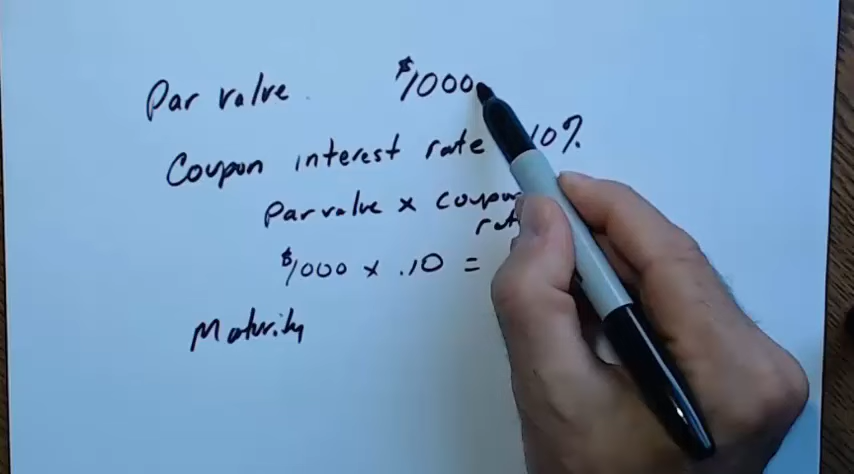 Par value $1000
Coupon interest rate 10%
Par value x coupon
$1000 x .10 =
Maturity